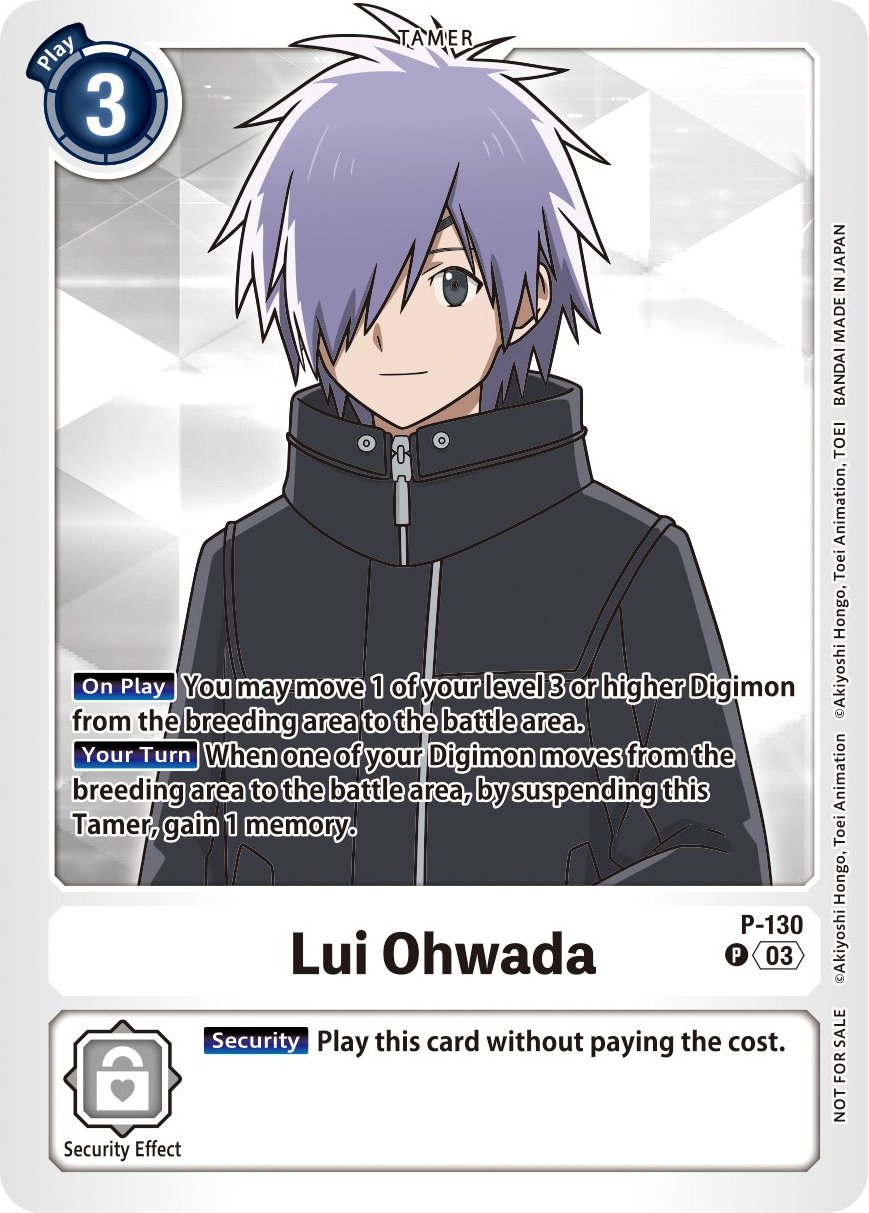 TAMER
Play
3
On Play You may move 1 of your level 3 or higher Digimon
from the breeding area to the battle area.
Your Turn When one of your Digimon moves from the
breeding area to the battle area, by suspending this
Tamer, gain 1 memory.
Lui Ohwada
P-130
P 03
Security Play this card without paying the cost.
Security Effect
©Akiyoshi Hongo, Toei Animation ©Akiyoshi Hongo, Toei Animation, TOEI BANDAI MADE IN JAPAN
NOT FOR SALE